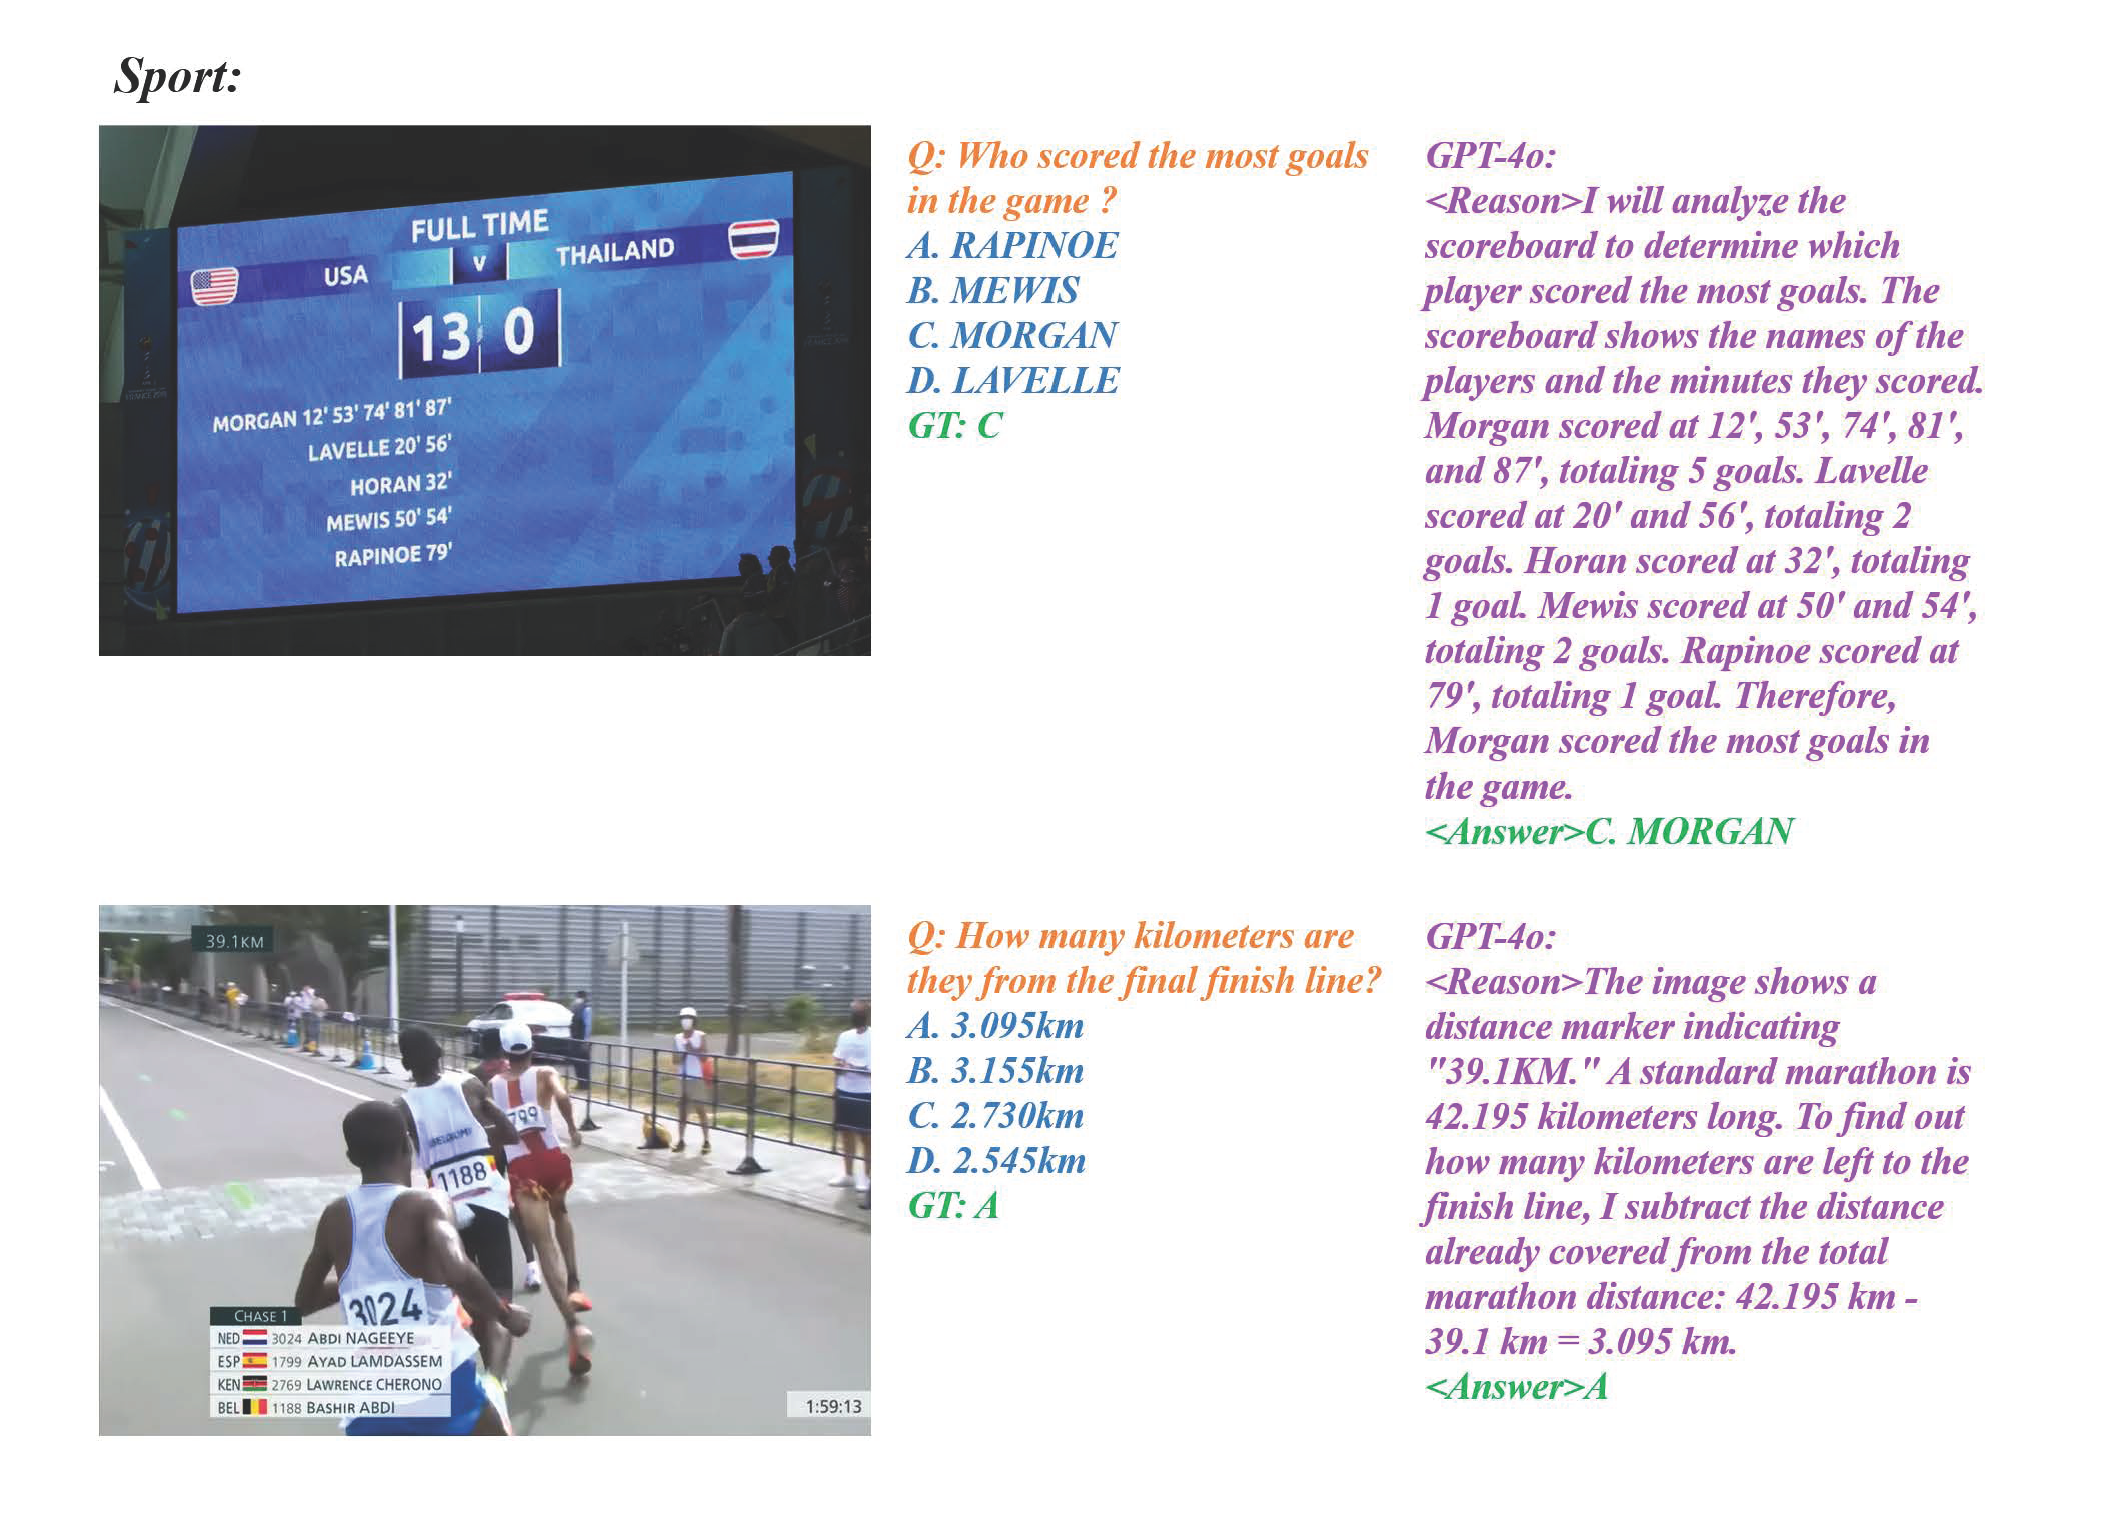 Sport:
FULL TIME
USA v THAILAND
13 0
MORGAN 12' 53' 74' 81' 87'
LAVELLE 20' 56'
HORAN 32'
MEWIS 50' 54'
RAPINOE 79'
Q: Who scored the most goals
in the game ?
A. RAPINOE
B. MEWIS
C. MORGAN
D. LAVELLE
GT: C
GPT-4o:
<Reason>I will analyze the
scoreboard to determine which
player scored the most goals. The
scoreboard shows the names of the
players and the minutes they scored.
Morgan scored at 12', 53', 74', 81',
and 87', totaling 5 goals. Lavelle
scored at 20' and 56', totaling 2
goals. Horan scored at 32', totaling
1 goal. Mewis scored at 50' and 54',
totaling 2 goals. Rapinoe scored at
79', totaling 1 goal. Therefore,
Morgan scored the most goals in
the game.
<Answer>C. MORGAN
39.1KM
799
1188
3024
CHASE 1
NED 3024 ABDI NAGEEYE
ESP 1799 AYAD LAMDASSEM
KEN 2769 LAWRENCE CHERONO
BEL 1188 BASHIR ABDI
1:59:13
Q: How many kilometers are
they from the final finish line?
A. 3.095km
B. 3.155km
C. 2.730km
D. 2.545km
GT: A
GPT-4o:
<Reason>The image shows a
distance marker indicating
"39.1KM." A standard marathon is
42.195 kilometers long. To find out
how many kilometers are left to the
finish line, I subtract the distance
already covered from the total
marathon distance: 42.195 km -
39.1 km = 3.095 km.
<Answer>A